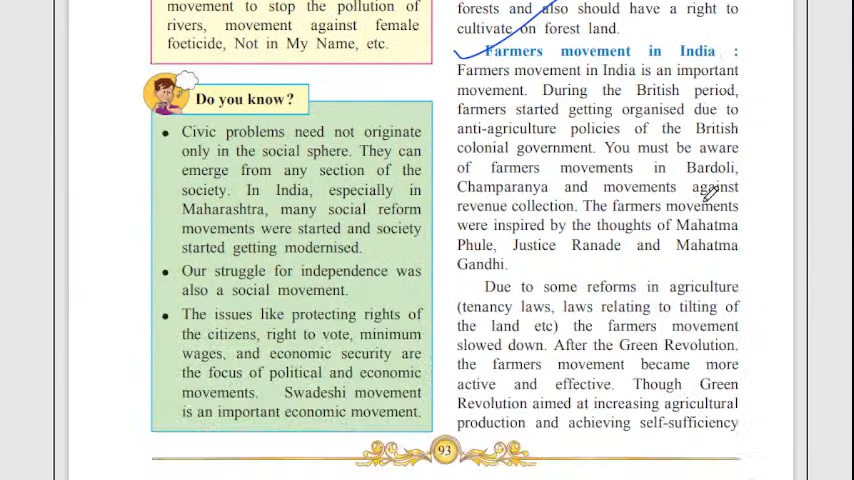 movement to stop the pollution of
rivers, movement against female
foeticide, Not in My Name, etc.
Do you know?
• Civic problems need not originate
only in the social sphere. They can
emerge from any section of the
society. In India, especially in
Maharashtra, many social reform
movements were started and society
started getting modernised.
• Our struggle for independence was
also a social movement.
• The issues like protecting rights of
the citizens, right to vote, minimum
wages, and economic security are
the focus of political and economic
movements. Swadeshi movement
is an important economic movement.
forests and also should have a right to
cultivate on forest land.
Farmers movement in India :
Farmers movement in India is an important
movement. During the British period,
farmers started getting organised due to
anti-agriculture policies of the British
colonial government. You must be aware
of farmers movements in Bardoli,
Champaranya and movements against
revenue collection. The farmers movements
were inspired by the thoughts of Mahatma
Phule, Justice Ranade and Mahatma
Gandhi.
Due to some reforms in agriculture
(tenancy laws, laws relating to tilting of
the land etc) the farmers movement
slowed down. After the Green Revolution,
the farmers movement became more
active and effective. Though Green
Revolution aimed at increasing agricultural
production and achieving self-sufficiency
93